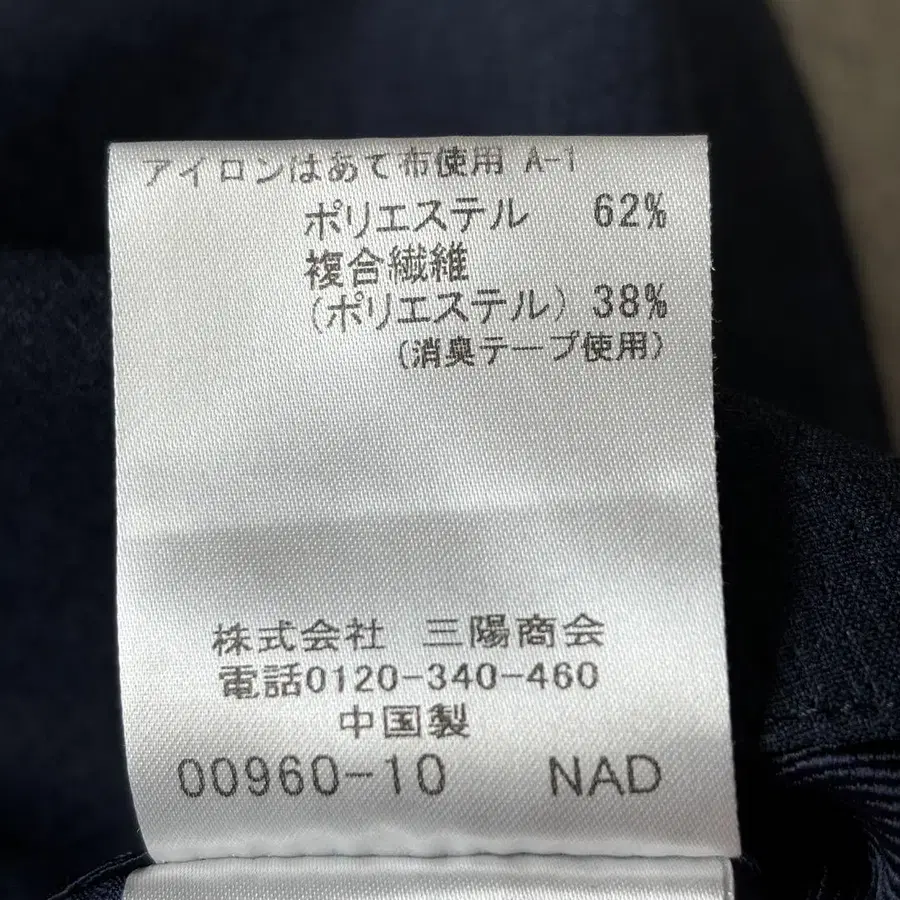 アイロンはあて布使用 A-1
ポリエステル 62%
複合繊維
(ポリエステル) 38%
(消臭テープ使用)
株式会社 三陽商会
電話0120-340-460
中国製
00960-10 NAD